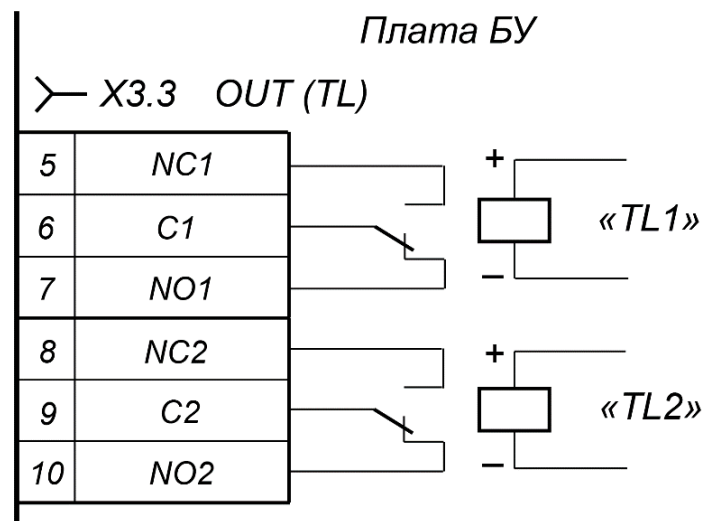 Плата БУ
X3.3 OUT (TL)
5 NC1
+
6 C1
«TL1»
7 NO1
–
8 NC2
+
9 C2
«TL2»
10 NO2
–